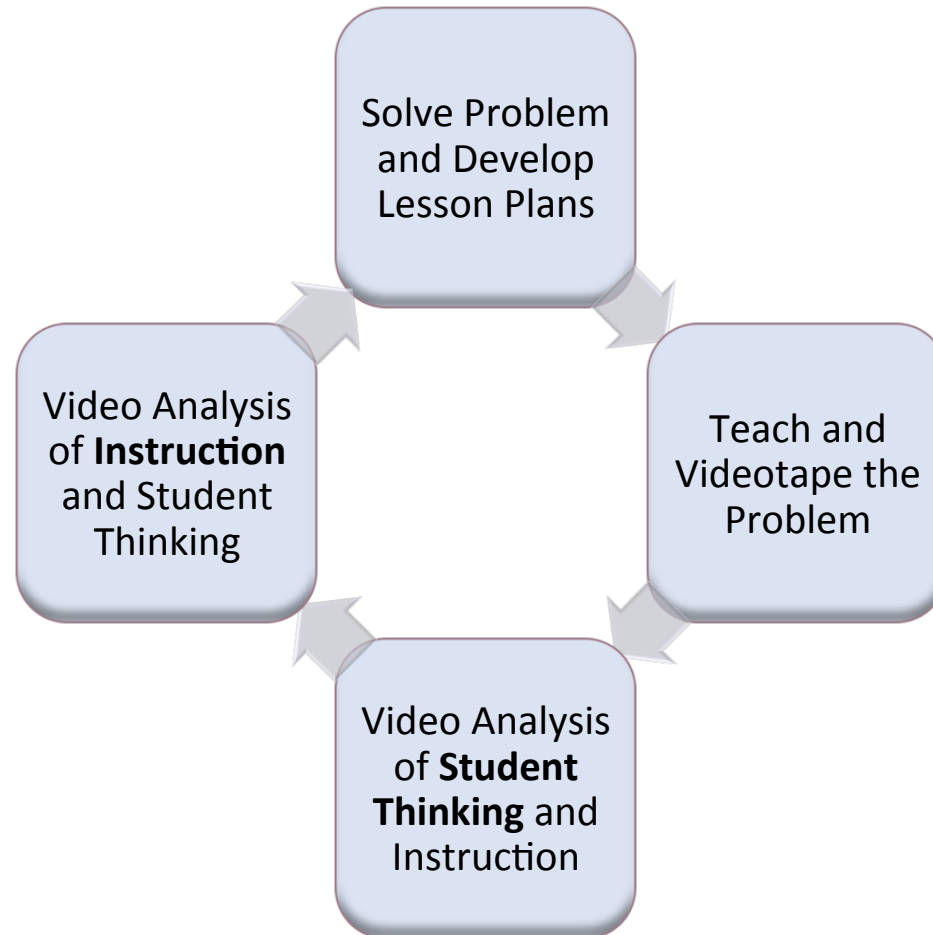 Solve Problem
and Develop
Lesson Plans
Teach and
Videotape the
Problem
Video Analysis
of Student
Thinking and
Instruction
Video Analysis
of Instruction
and Student
Thinking